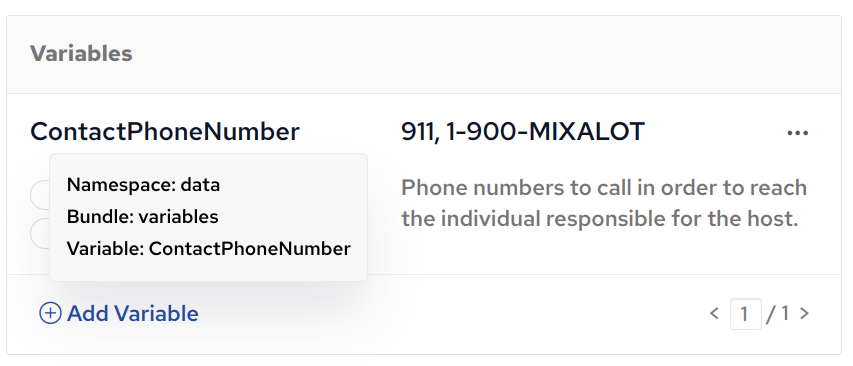 Variables
ContactPhoneNumber
911, 1-900-MIXALOT
...
Namespace: data
Bundle: variables
Variable: ContactPhoneNumber
Phone numbers to call in order to reach
the individual responsible for the host.
Add Variable
< 1 / 1 >